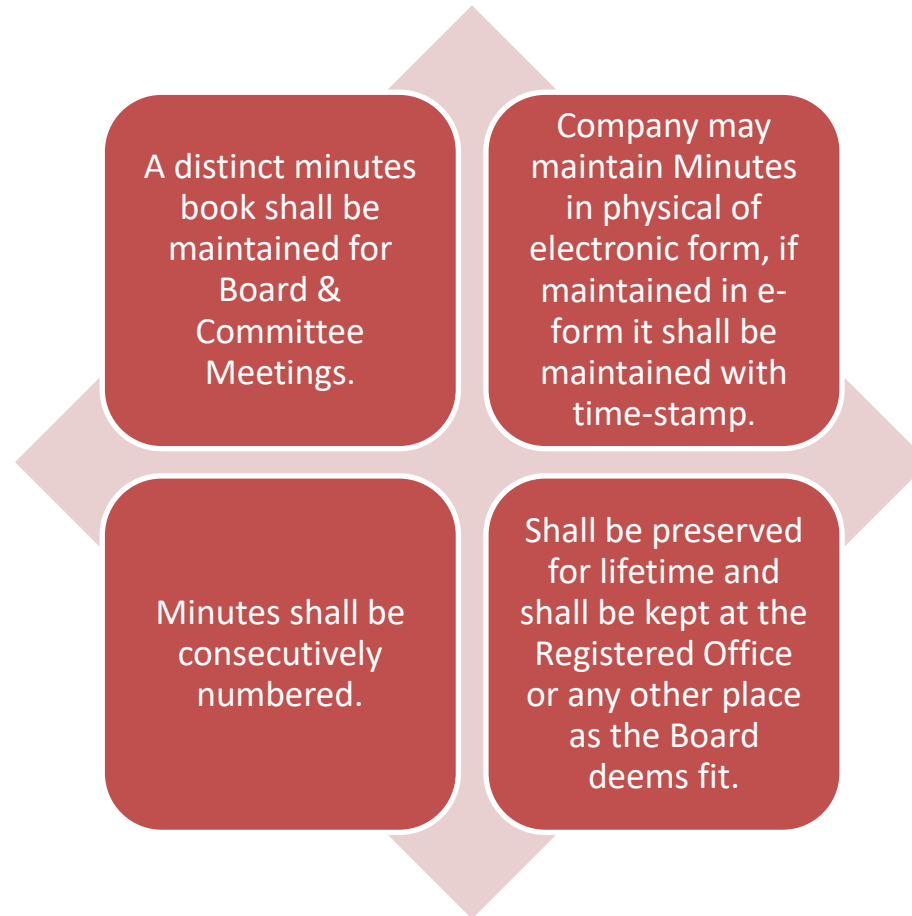 A distinct minutes
book shall be
maintained for
Board &
Committee
Meetings.
Company may
maintain Minutes
in physical of
electronic form, if
maintained in e-
form it shall be
maintained with
time-stamp.
Minutes shall be
consecutively
numbered.
Shall be preserved
for lifetime and
shall be kept at the
Registered Office
or any other place
as the Board
deems fit.